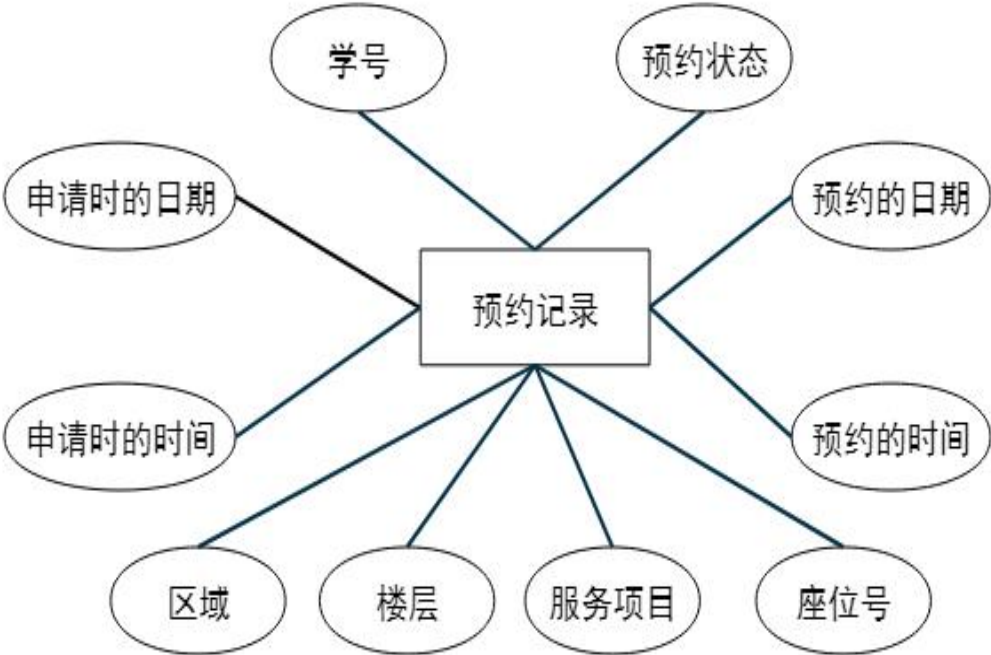 学号
预约状态
申请时的日期
预约的日期
预约记录
申请时的时间
预约的时间
区域
楼层
服务项目
座位号